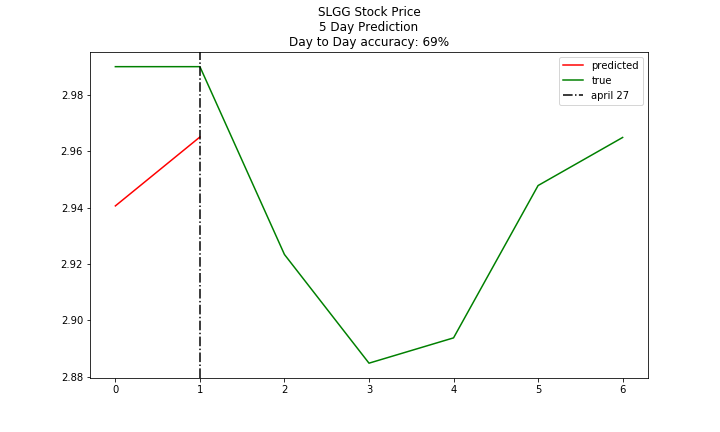 SLGG Stock Price
5 Day Prediction
Day to Day accuracy: 69%
predicted
true
april 27
2.98
2.96
2.94
2.92
2.90
2.88
0 1 2 3 4 5 6